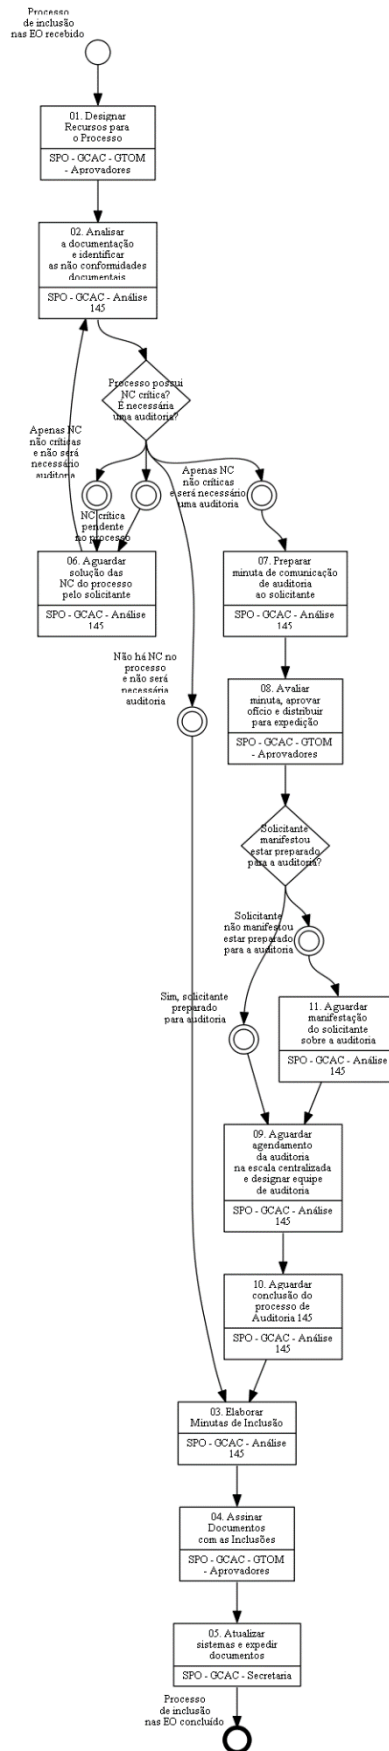 Processo
de inclusão
nas EO recebido
01. Designar
Recursos para
o Processo
SPO - GCAC - GTOM
- Aprovadores
02. Analisar
a documentação
e identificar
as não conformidades
documentais
SPO - GCAC - Análise
145
Processo possui
NC crítica?
É necessária
uma auditoria?
Apenas NC
não críticas
e não será
necessário
auditoria
NC crítica
pendente
no processo
Apenas NC
não críticas
e será necessário
uma auditoria
06. Aguardar
solução das
NC do processo
pelo solicitante
SPO - GCAC - Análise
145
07. Preparar
minuta de comunicação
de auditoria
ao solicitante
SPO - GCAC - Análise
145
Não há NC no
processo
e não será
necessária
auditoria
08. Avaliar
minuta, aprovar
ofício e distribuir
para expedição
SPO - GCAC - GTOM
- Aprovadores
Solicitante
manifestou
estar preparado
para a auditoria?
Solicitante
não manifestou
estar preparado
para a auditoria
Sim, solicitante
preparado
para auditoria
11. Aguardar
manifestação
do solicitante
sobre a auditoria
SPO - GCAC - Análise
145
09. Aguardar
agendamento
da auditoria
na escala centralizada
e designar equipe
de auditoria
SPO - GCAC - Análise
145
10. Aguardar
conclusão do
processo de
Auditoria 145
SPO - GCAC - Análise
145
03. Elaborar
Minutas de Inclusão
SPO - GCAC - Análise
145
04. Assinar
Documentos
com as Inclusões
SPO - GCAC - GTOM
- Aprovadores
05. Atualizar
sistemas e expedir
documentos
SPO - GCAC - Secretaria
Processo
de inclusão
nas EO concluído